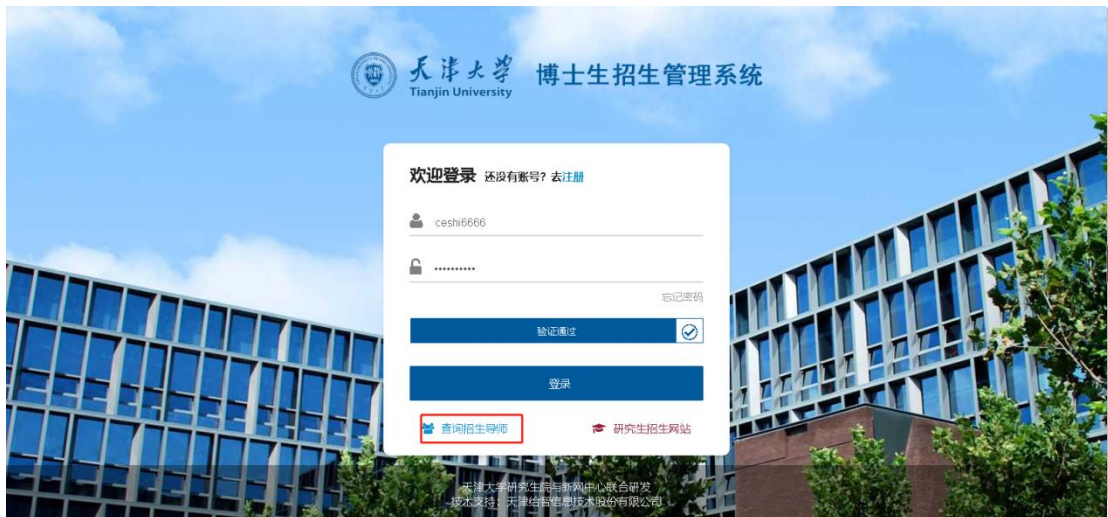 天津大学 博士生招生管理系统
Tianjin University
欢迎登录 还没有账号？去注册
ceshi6666
··········
忘记密码
验证通过
登录
查询招生导师 研究生招生网站
天津大学研究生院与新网中心联合研发
技术支持：天津给智信息技术股份有限公司